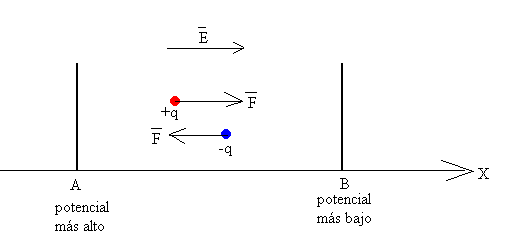 E̅
+q
F̅
F̅
-q
A
B
X
potencial
más alto
potencial
más bajo